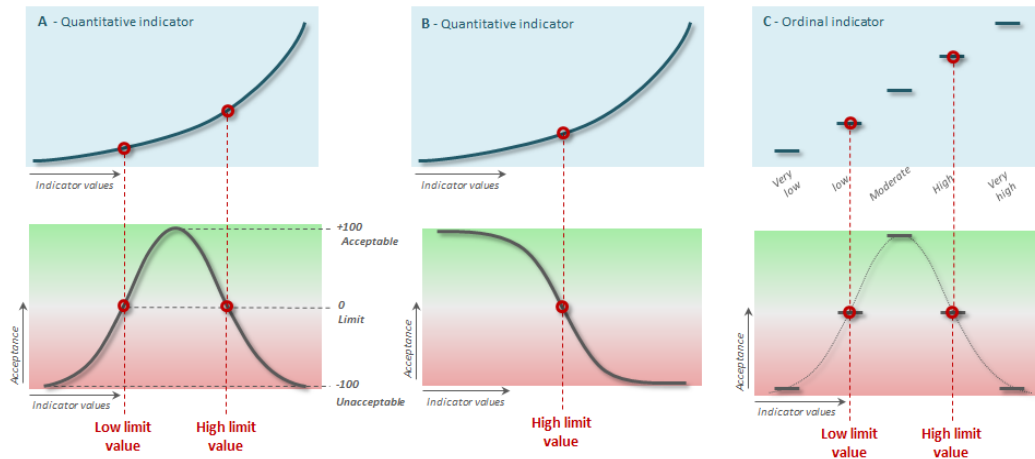 A - Quantitative indicator
Indicator values
+100
Acceptable
0
Limit
-100
Unacceptable
Acceptance
Indicator values
Low limit
value
High limit
value
B - Quantitative indicator
Indicator values
Acceptance
Indicator values
High limit
value
C - Ordinal indicator
Very
low
low
Moderate
High
Very
high
Acceptance
Indicator values
Low limit
value
High limit
value